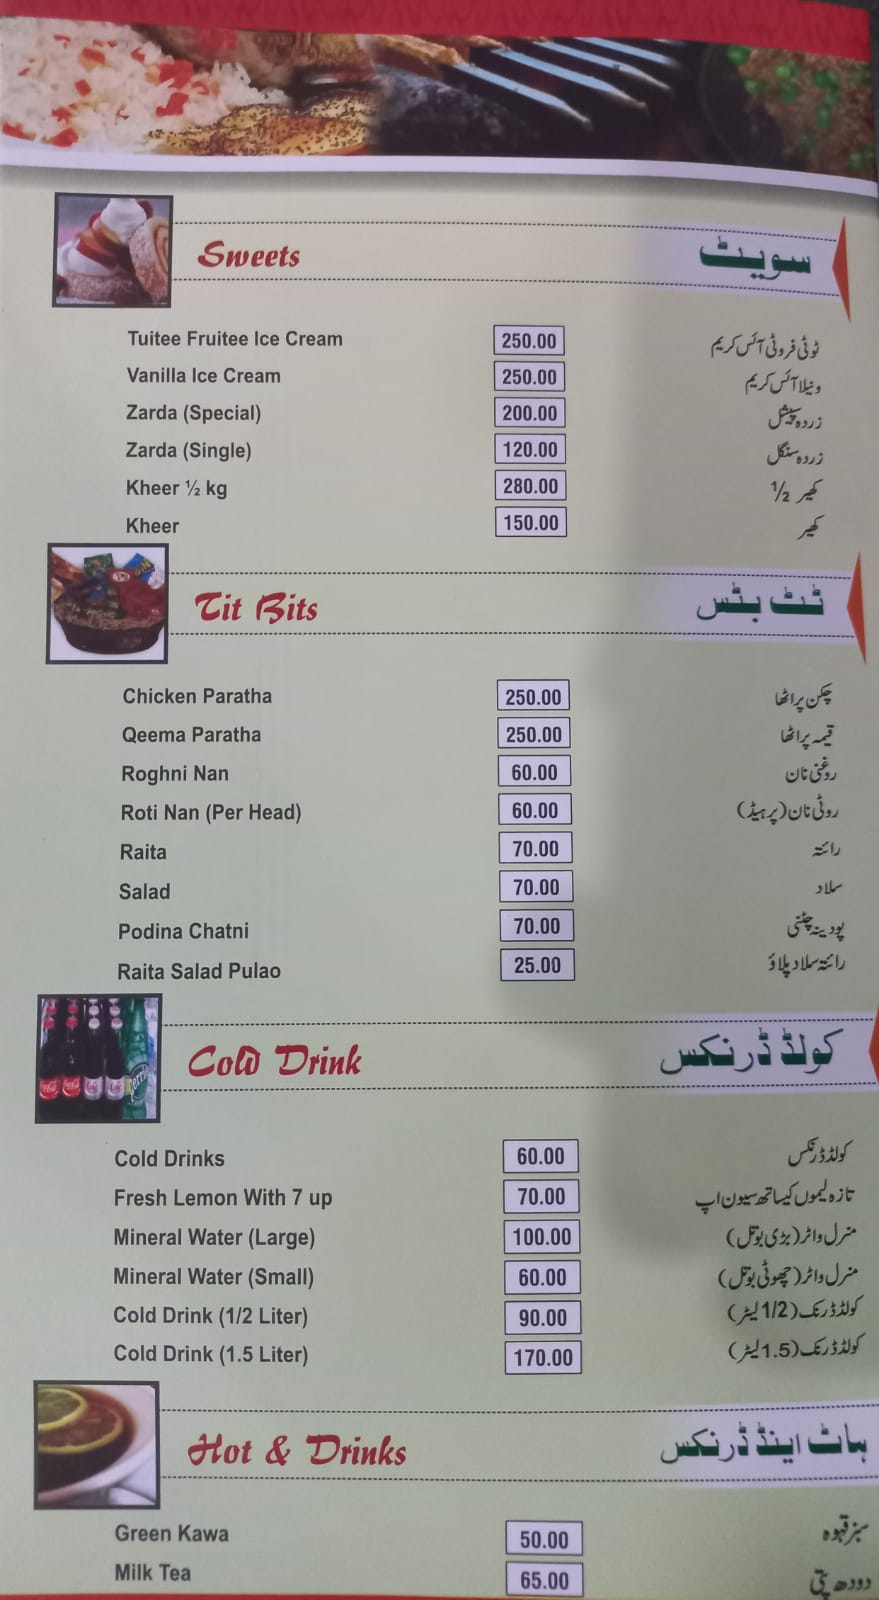 Sweets سویٹ
Tuitee Fruitee Ice Cream 250.00 ٹوٹی فروٹی آئس کریم
Vanilla Ice Cream 250.00 ونیلا آئس کریم
Zarda (Special) 200.00 زردہ سپیشل
Zarda (Single) 120.00 زردہ سنگل
Kheer ½ kg 280.00 کھیر ½
Kheer 150.00 کھیر
Tit Bits ٹٹ بٹس
Chicken Paratha 250.00 چکن پراٹھا
Qeema Paratha 250.00 قیمہ پراٹھا
Roghni Nan 60.00 روغنی نان
Roti Nan (Per Head) 60.00 روٹی نان (پر ہیڈ)
Raita 70.00 رائتہ
Salad 70.00 سلاد
Podina Chatni 70.00 پودینہ چٹنی
Raita Salad Pulao 25.00 رائتہ سلاد پلاؤ
Cold Drink کولڈ ڈرنکس
Cold Drinks 60.00 کولڈ ڈرنکس
Fresh Lemon With 7 up 70.00 تازہ لیموں کیساتھ سیون اپ
Mineral Water (Large) 100.00 منرل واٹر (بڑی بوتل)
Mineral Water (Small) 60.00 منرل واٹر (چھوٹی بوتل)
Cold Drink (1/2 Liter) 90.00 کولڈ ڈرنک (1/2 لیٹر)
Cold Drink (1.5 Liter) 170.00 کولڈ ڈرنک (1.5 لیٹر)
Hot & Drinks ہاٹ اینڈ ڈرنکس
Green Kawa 50.00 سبز قہوہ
Milk Tea 65.00 دودھ پتی